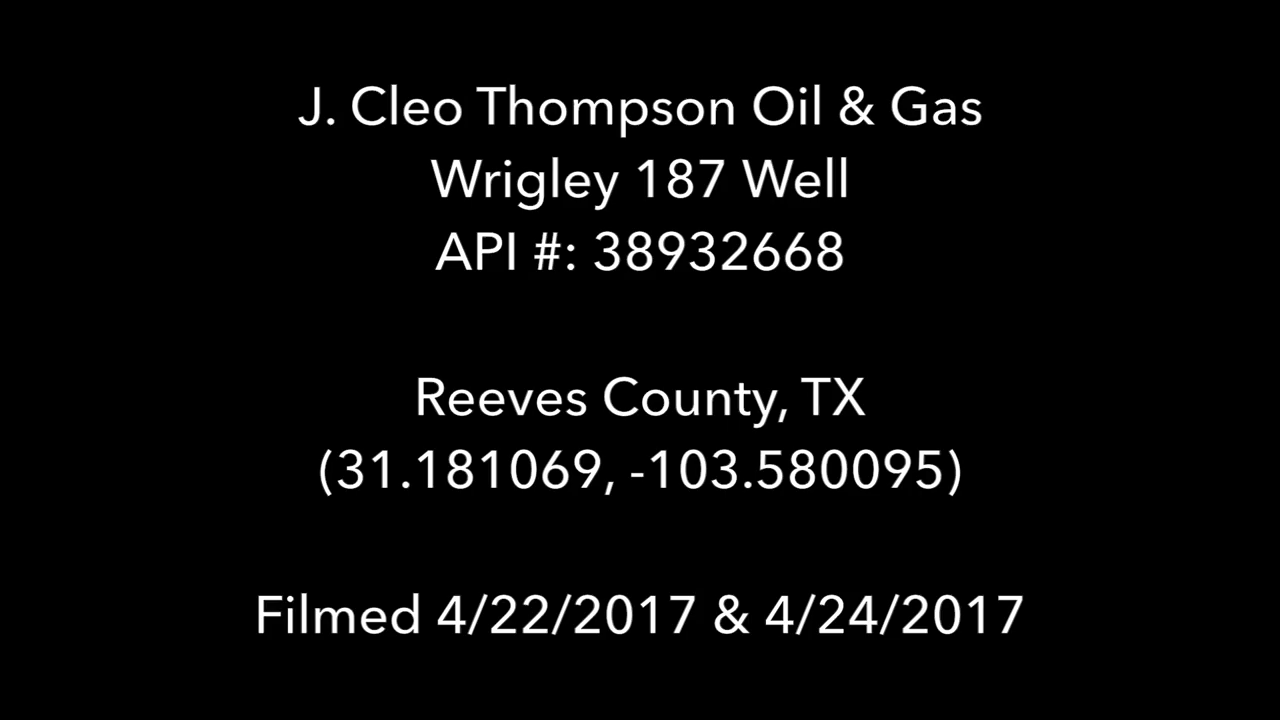 J. Cleo Thompson Oil & Gas
Wrigley 187 Well
API #: 38932668
Reeves County, TX
(31.181069, -103.580095)
Filmed 4/22/2017 & 4/24/2017